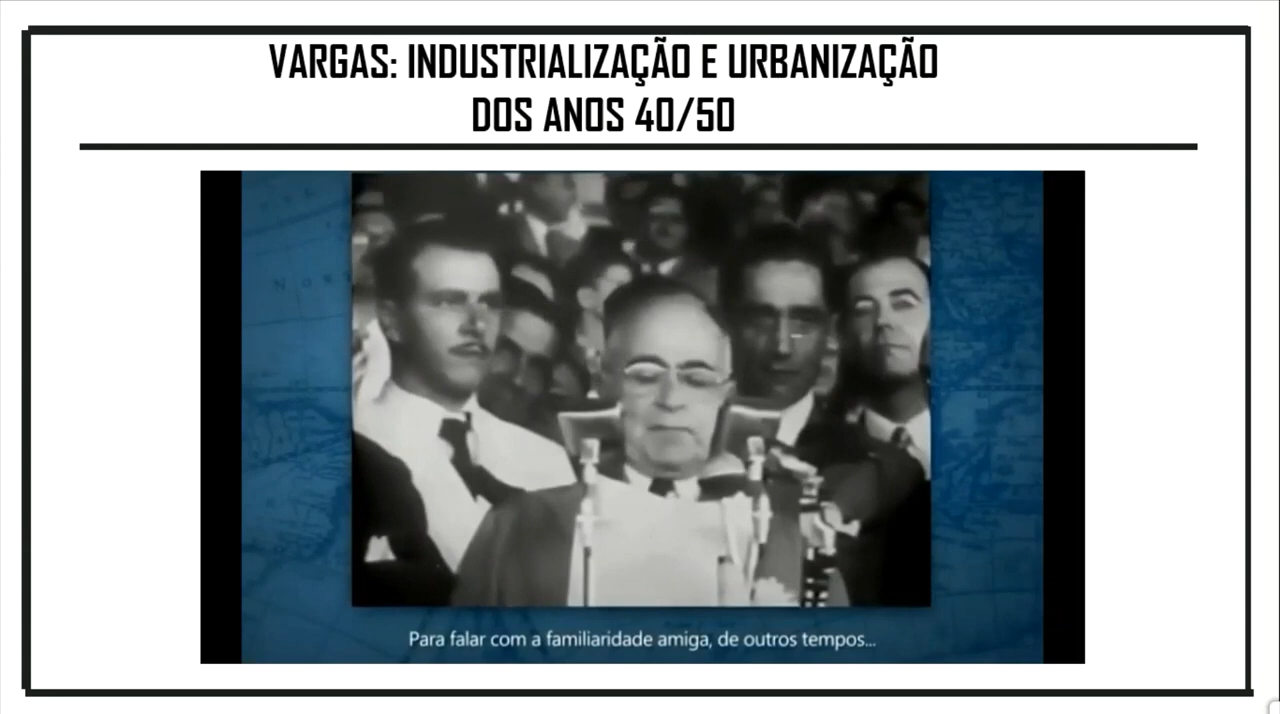 VARGAS: INDUSTRIALIZAÇÃO E URBANIZAÇÃO
DOS ANOS 40/50
Para falar com a familiaridade amiga, de outros tempos...